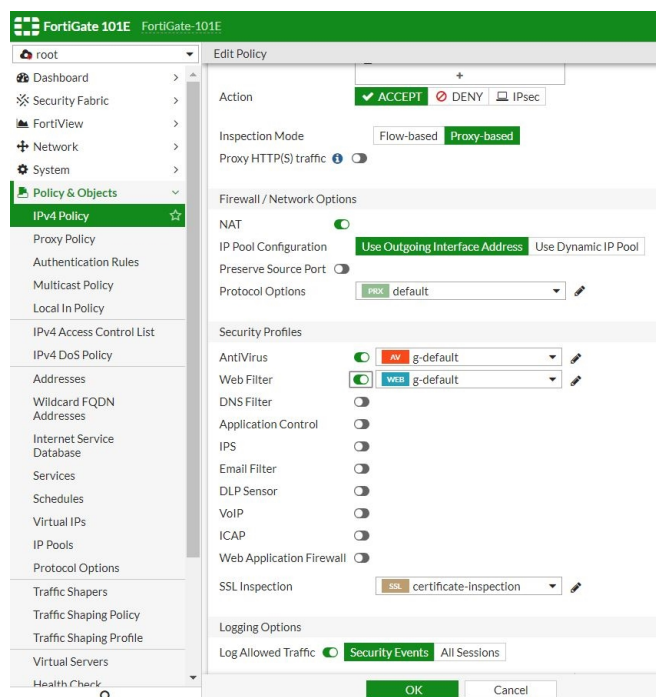 FortiGate 101E FortiGate-101E
root
Edit Policy
Dashboard
Security Fabric
FortiView
Network
System
Policy & Objects
IPv4 Policy
Proxy Policy
Authentication Rules
Multicast Policy
Local In Policy
IPv4 Access Control List
IPv4 DoS Policy
Addresses
Wildcard FQDN
Addresses
Internet Service
Database
Services
Schedules
Virtual IPs
IP Pools
Protocol Options
Traffic Shapers
Traffic Shaping Policy
Traffic Shaping Profile
Virtual Servers
Health Check
+
Action ACCEPT DENY IPsec
Inspection Mode Flow-based Proxy-based
Proxy HTTP(S) traffic
Firewall / Network Options
NAT
IP Pool Configuration Use Outgoing Interface Address Use Dynamic IP Pool
Preserve Source Port
Protocol Options PRX default
Security Profiles
AntiVirus AV g-default
Web Filter WEB g-default
DNS Filter
Application Control
IPS
Email Filter
DLP Sensor
VoIP
ICAP
Web Application Firewall
SSL Inspection SSL certificate-inspection
Logging Options
Log Allowed Traffic Security Events All Sessions
OK Cancel